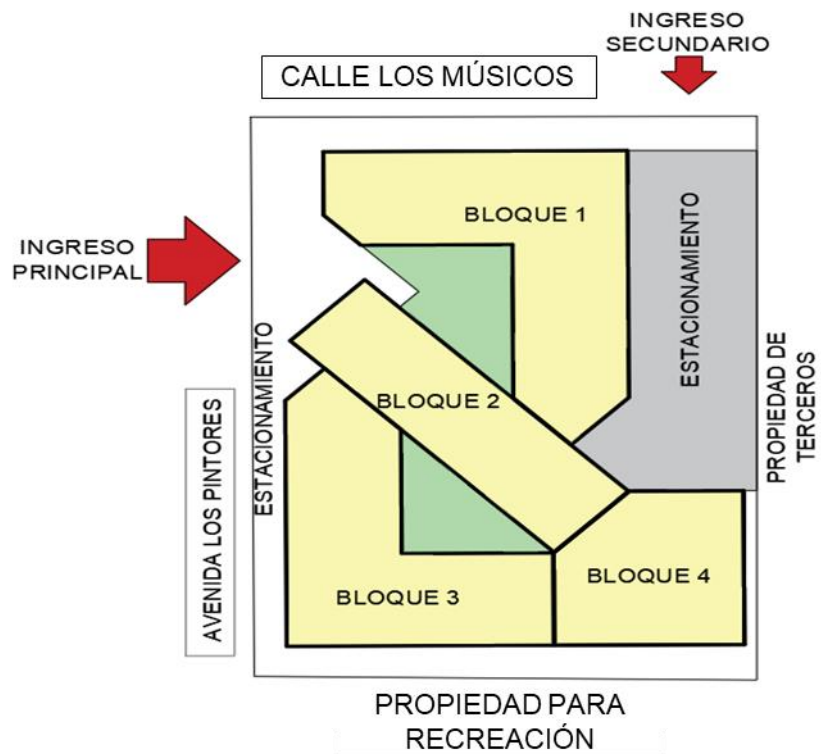 INGRESO
SECUNDARIO
CALLE LOS MÚSICOS
BLOQUE 1
INGRESO
PRINCIPAL
ESTACIONAMIENTO
ESTACIONAMIENTO
PROPIEDAD DE
TERCEROS
BLOQUE 2
AVENIDA LOS PINTORES
BLOQUE 3
BLOQUE 4
PROPIEDAD PARA
RECREACIÓN